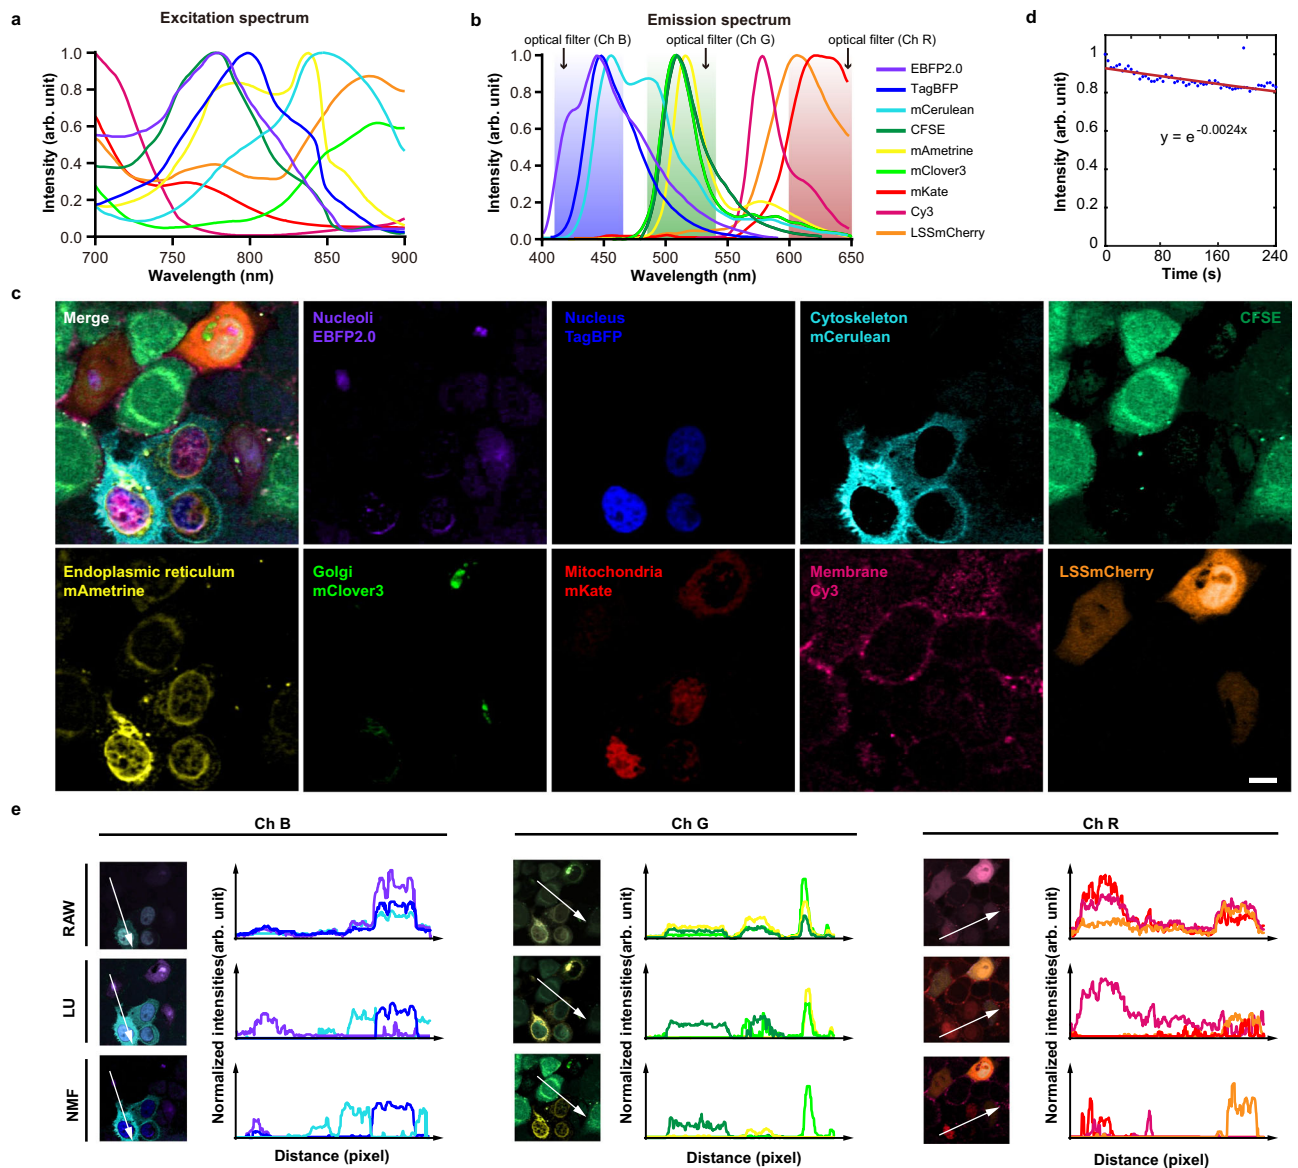 a
Excitation spectrum
Intensity (arb. unit)
1.0
0.8
0.6
0.4
0.2
0.0
700
750
800
850
900
Wavelength (nm)
b
Emission spectrum
optical filter (Ch B)
optical filter (Ch G)
optical filter (Ch R)
Intensity (arb. unit)
1.0
0.8
0.6
0.4
0.2
0.0
400
450
500
550
600
650
Wavelength (nm)
EBFP2.0
TagBFP
mCerulean
CFSE
mAmetrine
mClover3
mKate
Cy3
LSSmCherry
d
Intensity (arb. unit)
1
0.8
0.6
0.4
0.2
0
y = e^-0.0024x
0
80
160
240
Time (s)
c
Merge
Nucleoli
EBFP2.0
Nucleus
TagBFP
Cytoskeleton
mCerulean
CFSE
Endoplasmic reticulum
mAmetrine
Golgi
mClover3
Mitochondria
mKate
Membrane
Cy3
LSSmCherry
e
Ch B
Ch G
Ch R
RAW
LU
NMF
Normalized intensities(arb. unit)
Distance (pixel)
Normalized intensities(arb. unit)
Distance (pixel)
Normalized intensities(arb. unit)
Distance (pixel)